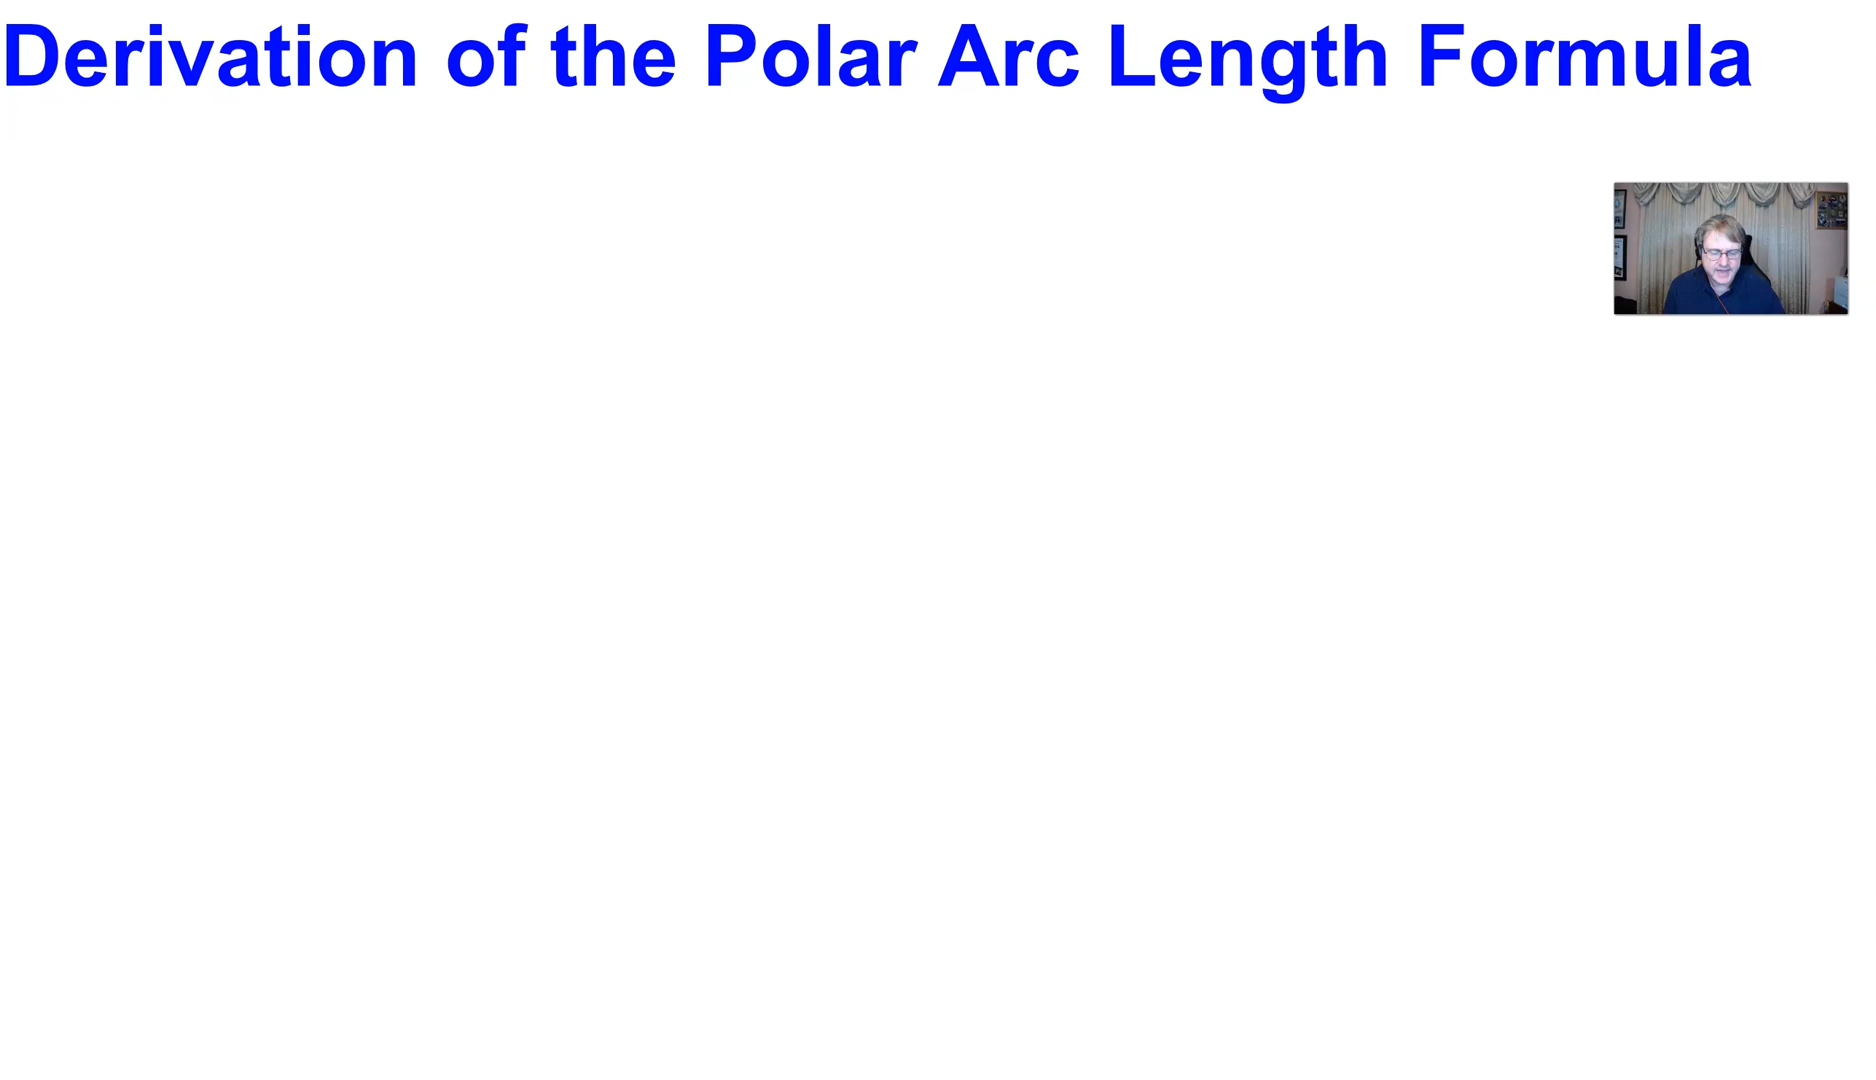 Derivation of the Polar Arc Length Formula